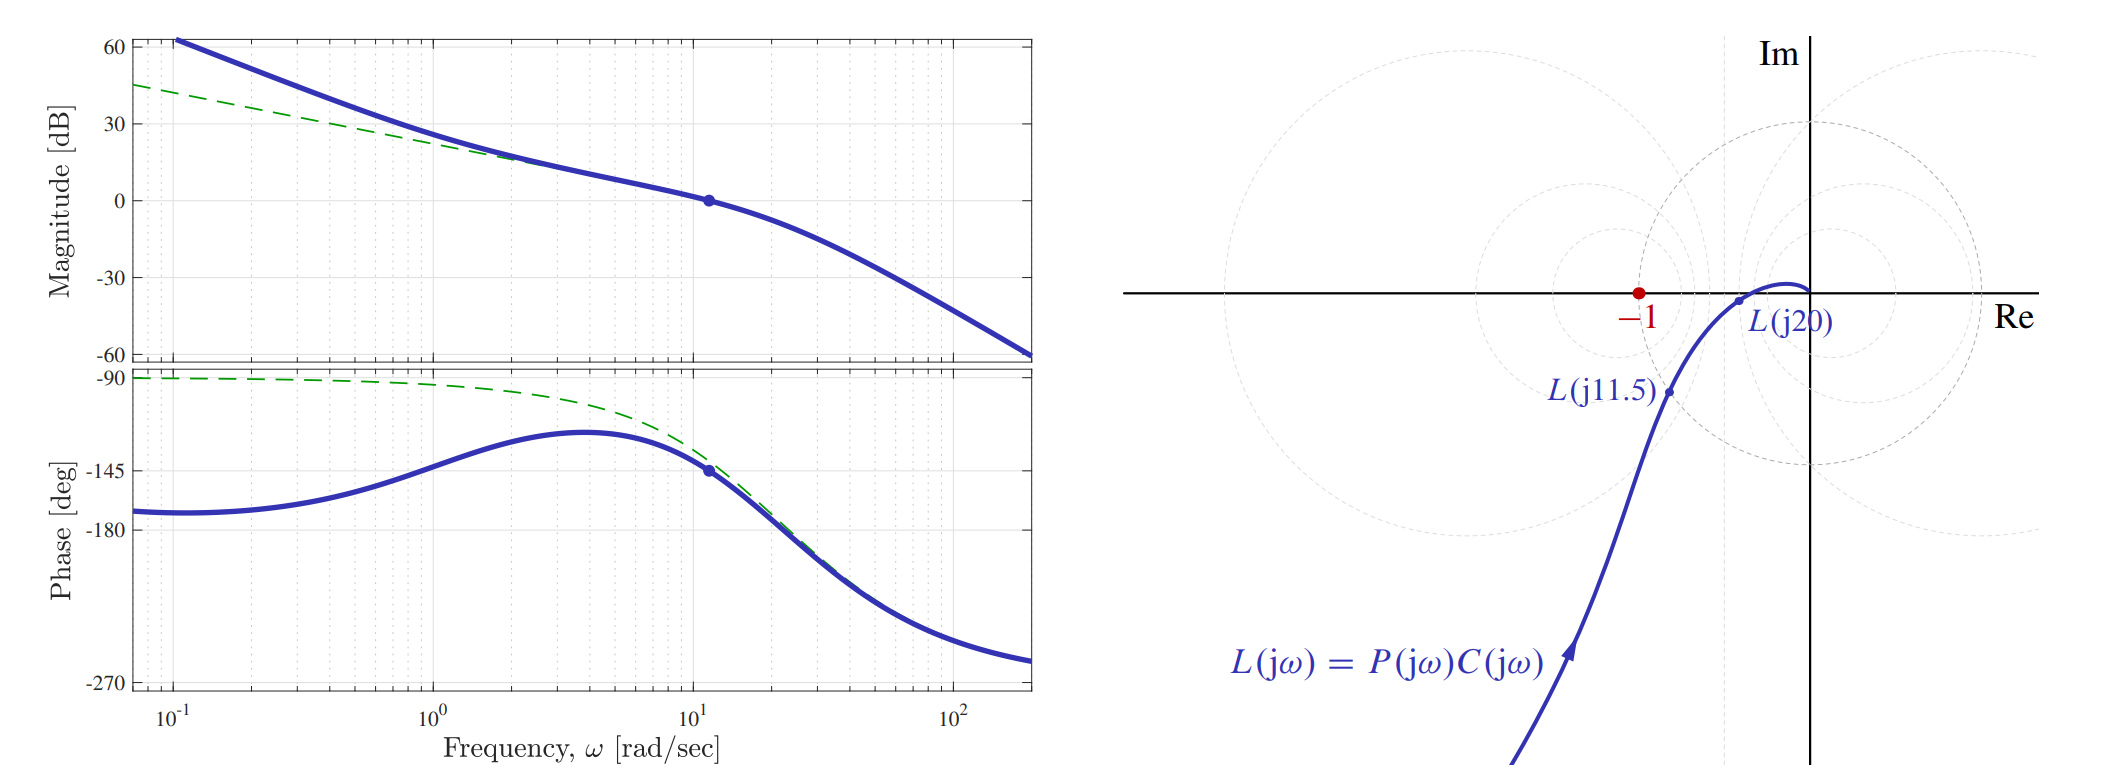 Magnitude [dB]
60
30
0
-30
-60
Phase [deg]
-90
-145
-180
-270
10^-1 10^0 10^1 10^2
Frequency, ω [rad/sec]
Im
Re
−1
L(j20)
L(j11.5)
L(jω) = P(jω)C(jω)